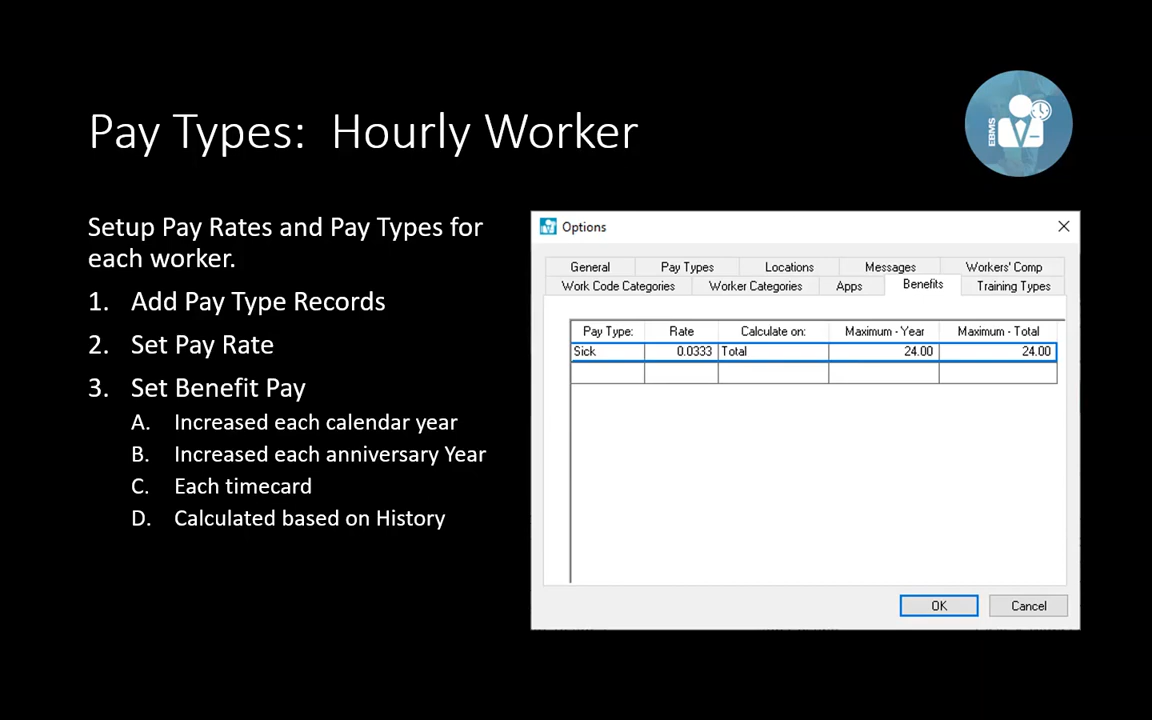 Pay Types: Hourly Worker
EBMS
Setup Pay Rates and Pay Types for
each worker.
1. Add Pay Type Records
2. Set Pay Rate
3. Set Benefit Pay
A. Increased each calendar year
B. Increased each anniversary Year
C. Each timecard
D. Calculated based on History
Options
General Pay Types Locations Messages Workers' Comp
Work Code Categories Worker Categories Apps Benefits Training Types
Pay Type: Rate Calculate on: Maximum - Year Maximum - Total
Sick 0.0333 Total 24.00 24.00
OK Cancel